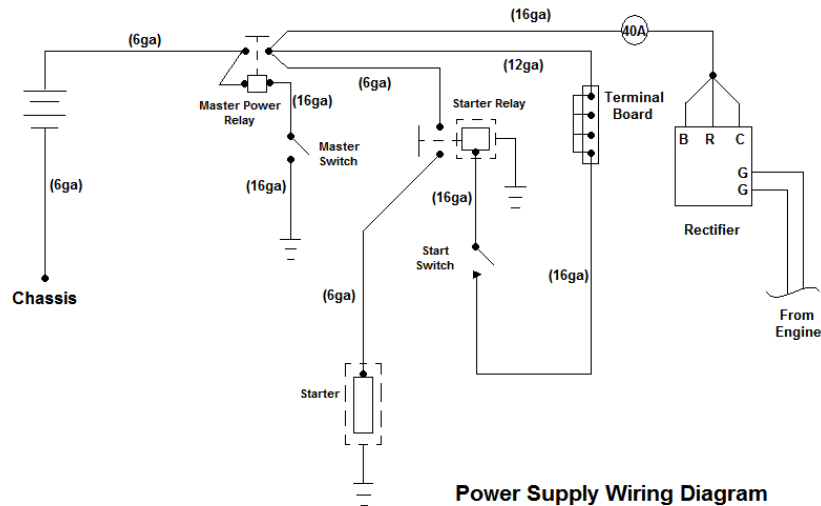 (16ga)
40A
(6ga)
(12ga)
(6ga)
Master Power
Relay
(16ga)
Starter Relay
Terminal
Board
Master
Switch
B R C
G
G
(6ga)
(16ga)
(16ga)
Rectifier
Start
Switch
(16ga)
Chassis
(6ga)
From
Engine
Starter
Power Supply Wiring Diagram